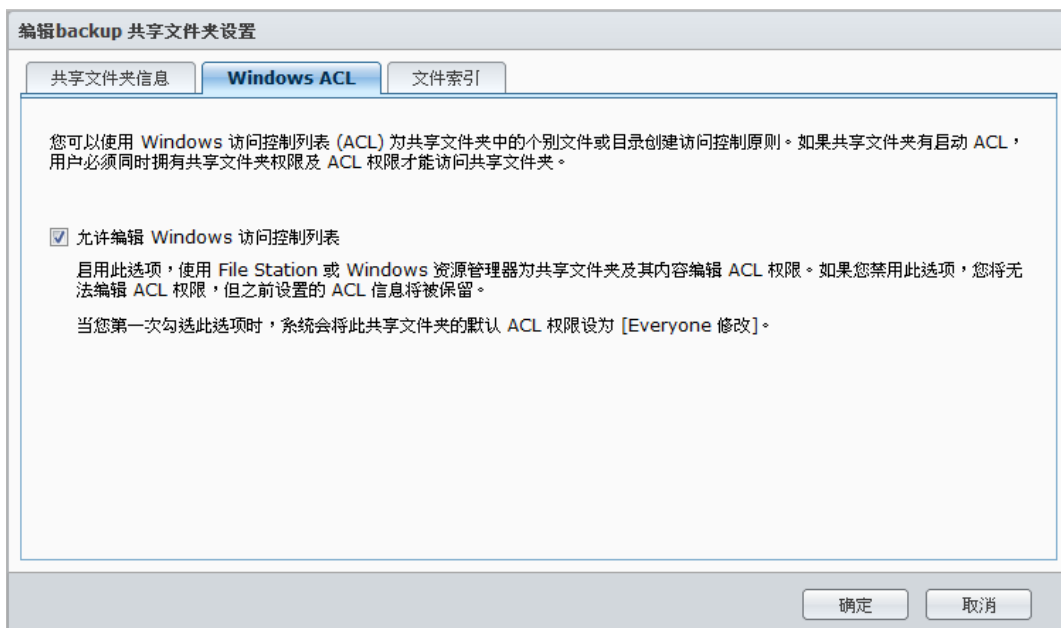 编辑backup 共享文件夹设置
共享文件夹信息
Windows ACL
文件索引
您可以使用 Windows 访问控制列表 (ACL) 为共享文件夹中的个别文件或目录创建访问控制原则。如果共享文件夹有启动 ACL，
用户必须同时拥有共享文件夹权限及 ACL 权限才能访问共享文件夹。
允许编辑 Windows 访问控制列表
启用此选项，使用 File Station 或 Windows 资源管理器为共享文件夹及其内容编辑 ACL 权限。如果您禁用此选项，您将无
法编辑 ACL 权限，但之前设置的 ACL 信息将被保留。
当您第一次勾选此选项时，系统会将此共享文件夹的默认 ACL 权限设为 [Everyone 修改]。
确定
取消